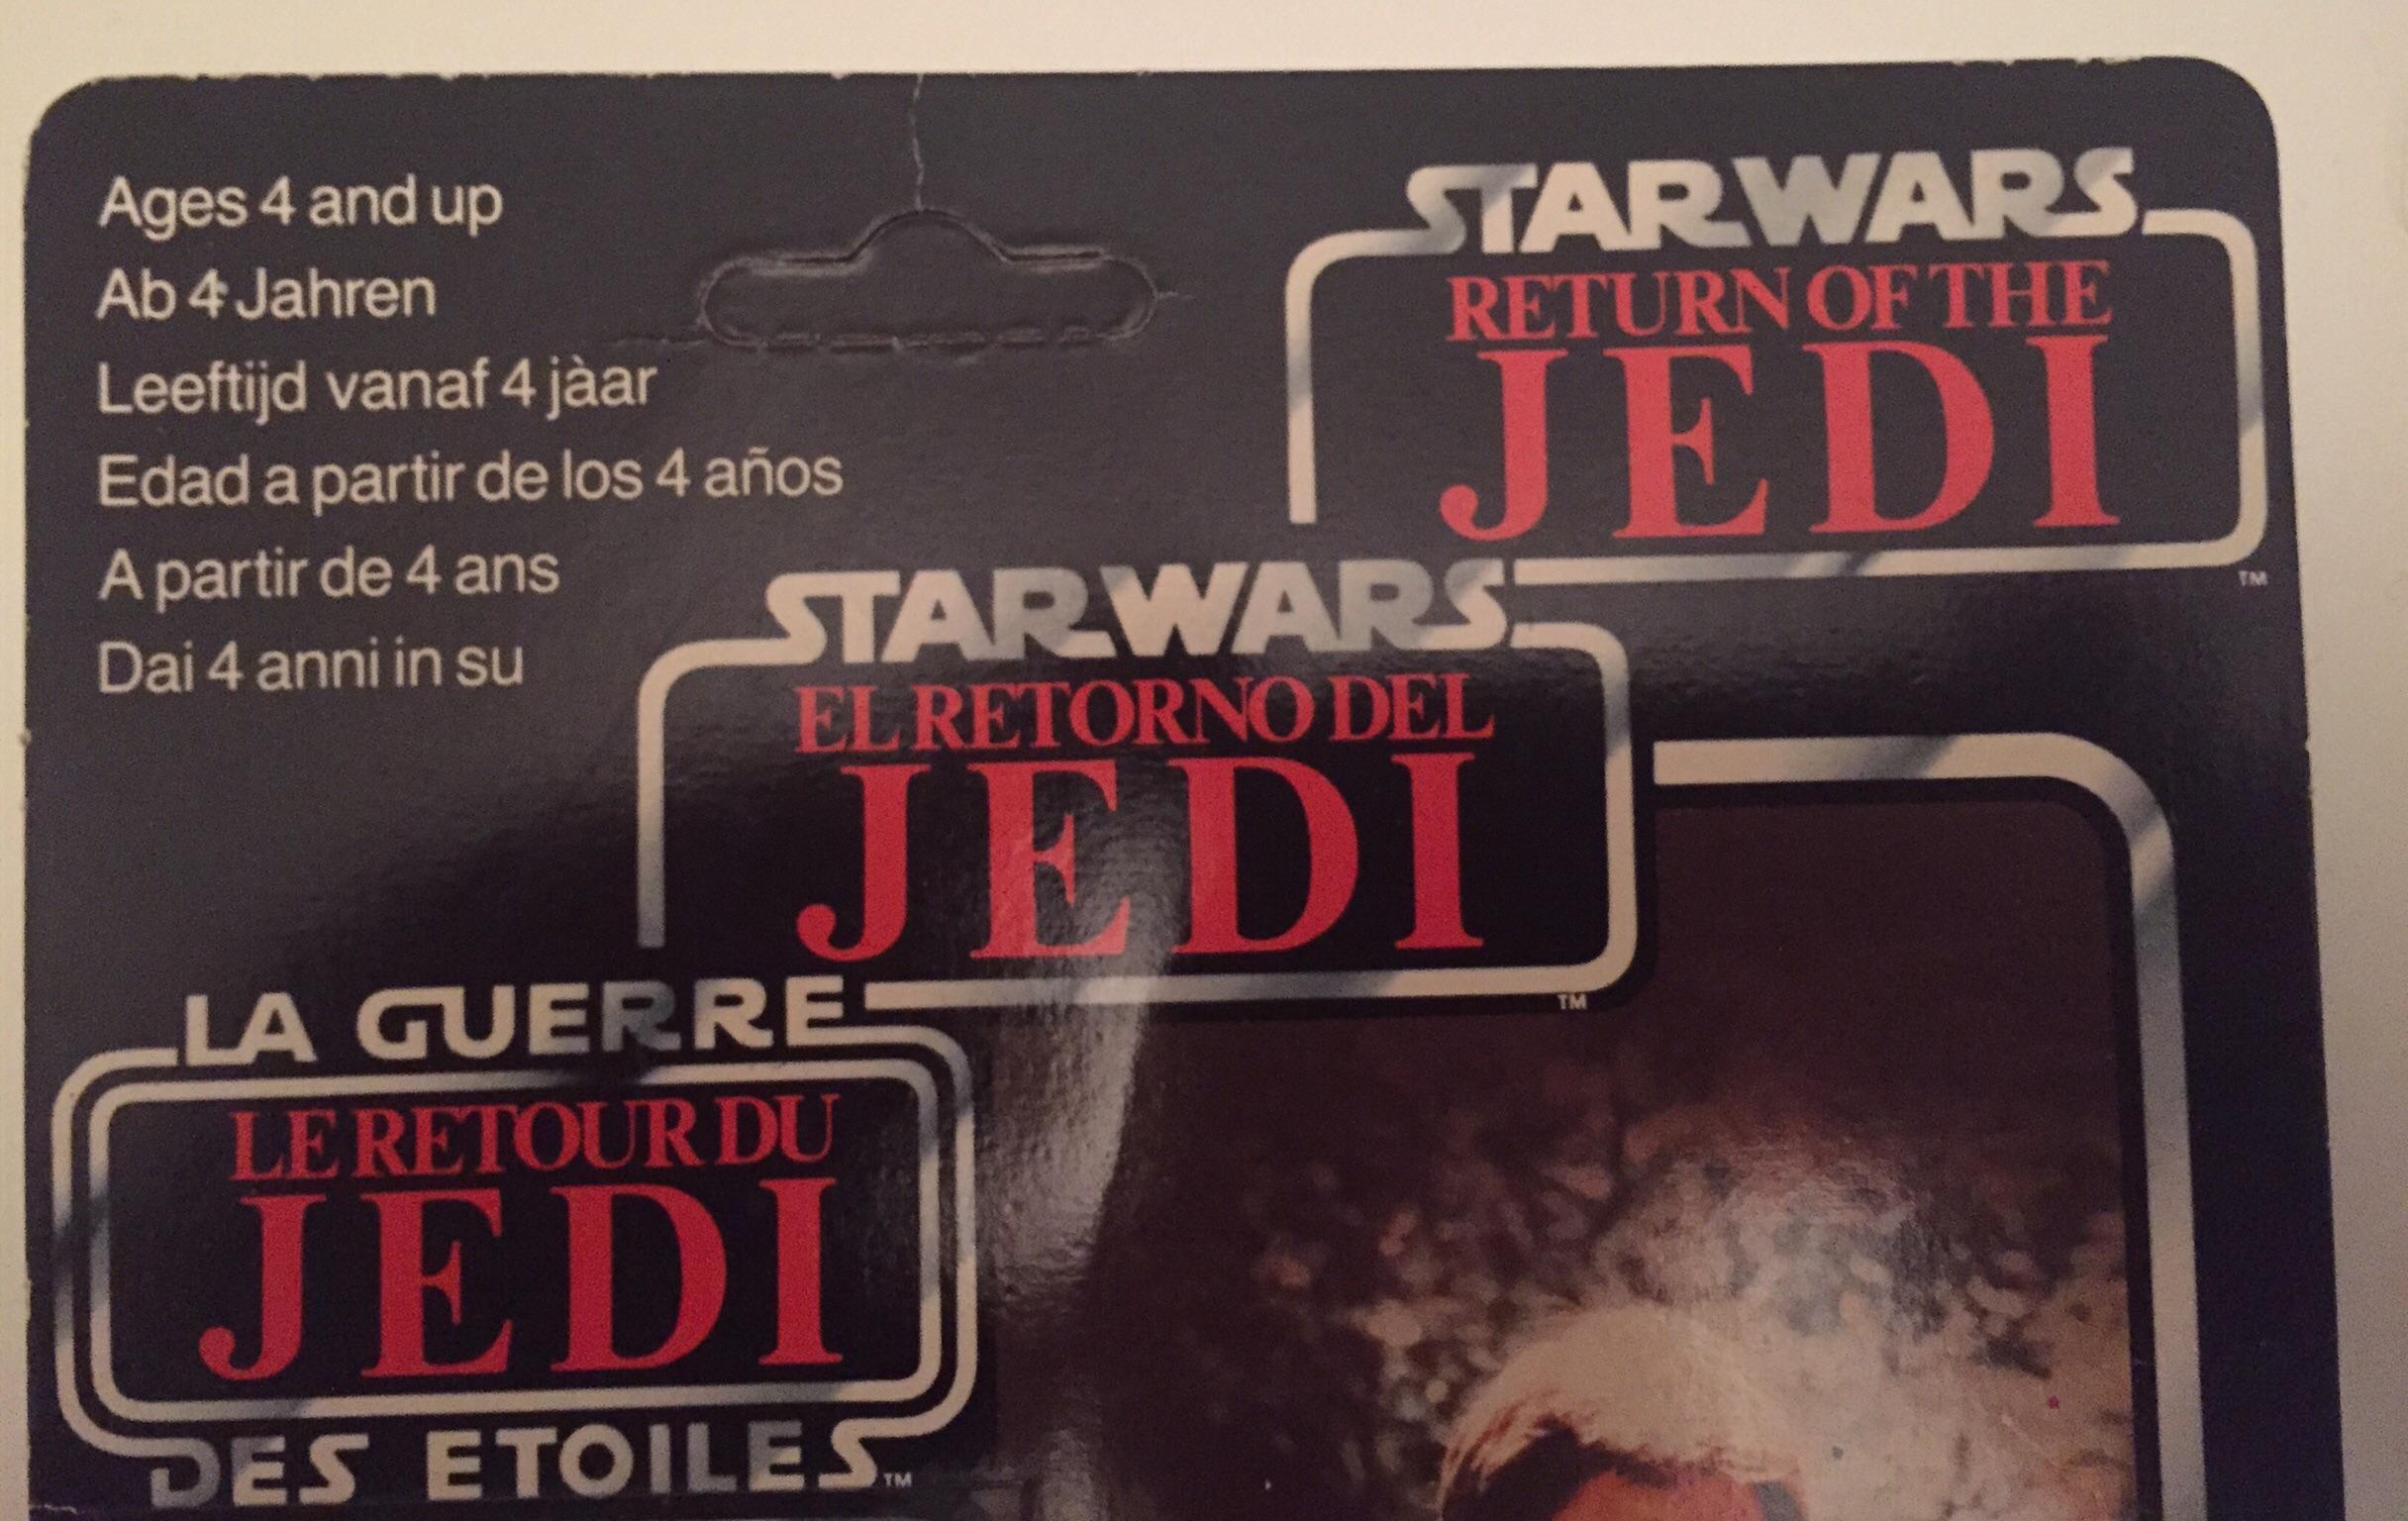 Ages 4 and up
Ab 4 Jahren
Leeftijd vanaf 4 jàar
Edad a partir de los 4 años
A partir de 4 ans
Dai 4 anni in su
STAR WARS
RETURN OF THE
JEDI
TM
STAR WARS
EL RETORNO DEL
JEDI
TM
LA GUERRE
LE RETOUR DU
JEDI
DES ETOILES TM